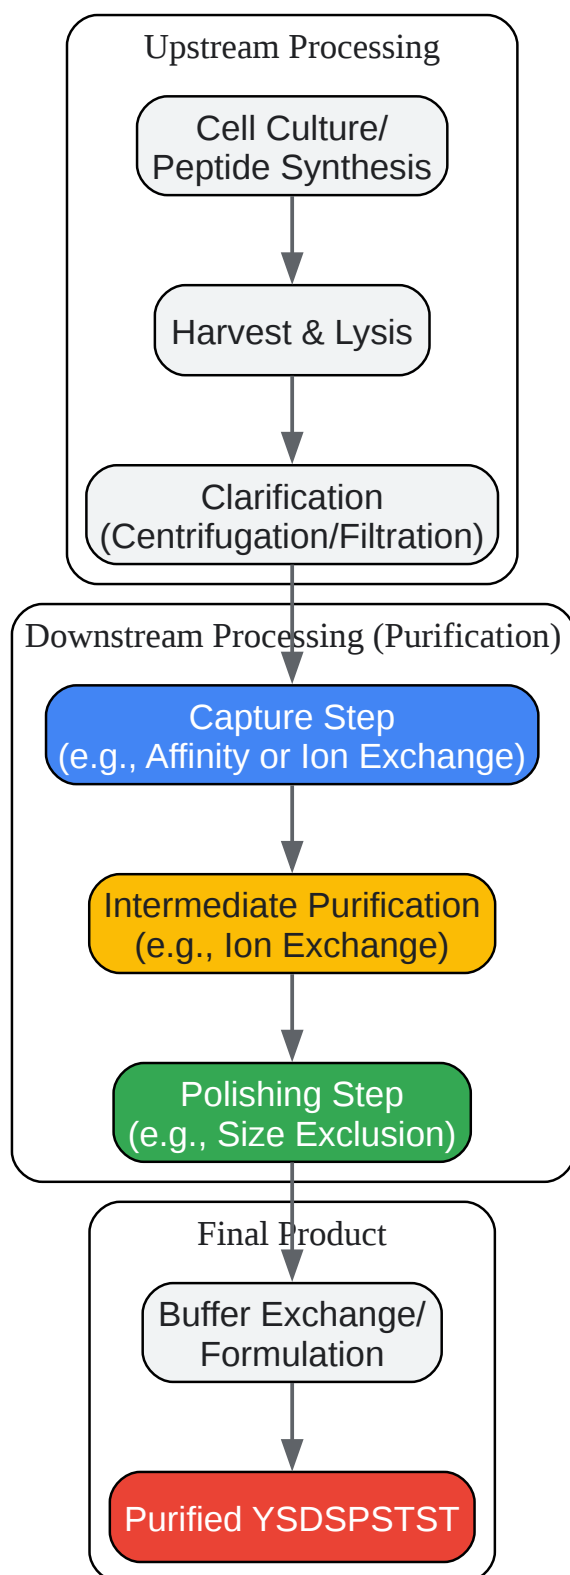 Upstream Processing
Cell Culture/
Peptide Synthesis
Harvest & Lysis
Clarification
(Centrifugation/Filtration)
Downstream Processing (Purification)
Capture Step
(e.g., Affinity or Ion Exchange)
Intermediate Purification
(e.g., Ion Exchange)
Polishing Step
(e.g., Size Exclusion)
Final Product
Buffer Exchange/
Formulation
Purified YSDSPSTST